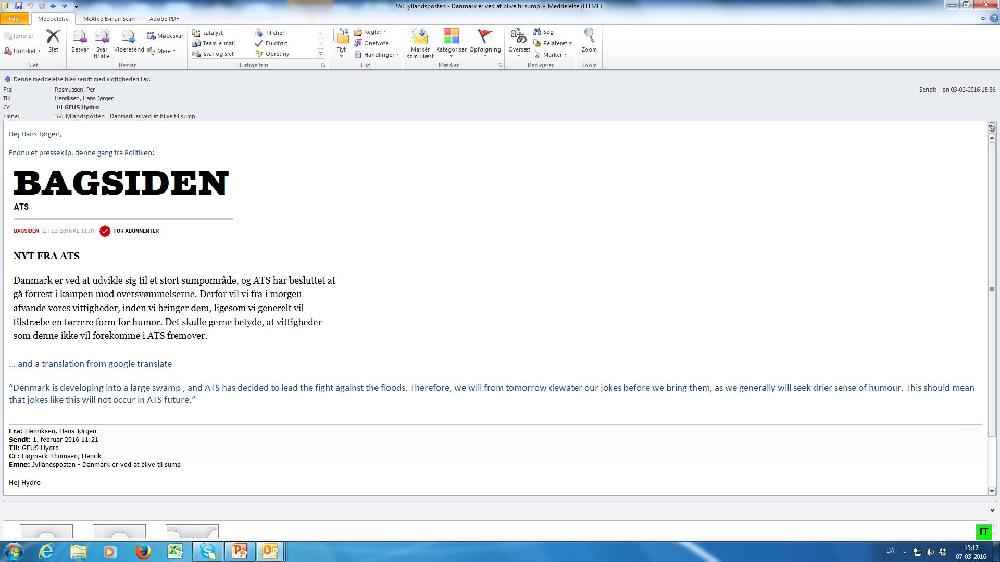 SV: Jyllandsposten - Danmark er ved at blive til sump - Meddelelse (HTML)
Filer Meddelelse McAfee E-mail Scan Adobe PDF
Ignorer
Uønsket
Slet
Slet
Besvar
Svar
til alle
Videresend
Mødesvar
Mere
Besvar
catalyst
Team-e-mail
Svar og slet
Til chef
Fuldført
Opret ny
Hurtige trin
Flyt
Regler
OneNote
Handlinger
Flyt
Markér
som ulæst
Kategoriser
Opfølgning
Mærker
Oversæt
Søg
Relateret
Marker
Redigerer
Zoom
Zoom
Denne meddelelse blev sendt med vigtigheden Lav.
Fra: Rasmussen, Per Sendt: on 03-02-2016 15:36
Til: Henriksen, Hans Jørgen
Cc: GEUS Hydro
Emne: SV: Jyllandsposten - Danmark er ved at blive til sump
Hej Hans Jørgen,
Endnu et presseklip, denne gang fra Politiken:
BAGSIDEN
ATS
BAGSIDEN 2. FEB. 2016 KL. 00.01 FOR ABONNENTER
NYT FRA ATS
Danmark er ved at udvikle sig til et stort sumpområde, og ATS har besluttet at
gå forrest i kampen mod oversvømmelserne. Derfor vil vi fra i morgen
afvande vores vittigheder, inden vi bringer dem, ligesom vi generelt vil
tilstræbe en tørrere form for humor. Det skulle gerne betyde, at vittigheder
som denne ikke vil forekomme i ATS fremover.
… and a translation from google translate
“Denmark is developing into a large swamp , and ATS has decided to lead the fight against the floods. Therefore, we will from tomorrow dewater our jokes before we bring them, as we generally will seek drier sense of humour. This should mean
that jokes like this will not occur in ATS future.”
Fra: Henriksen, Hans Jørgen
Sendt: 1. februar 2016 11:21
Til: GEUS Hydro
Cc: Højmark Thomsen, Henrik
Emne: Jyllandsposten - Danmark er ved at blive til sump
Hej Hydro
IT
DA
15:17
07-03-2016